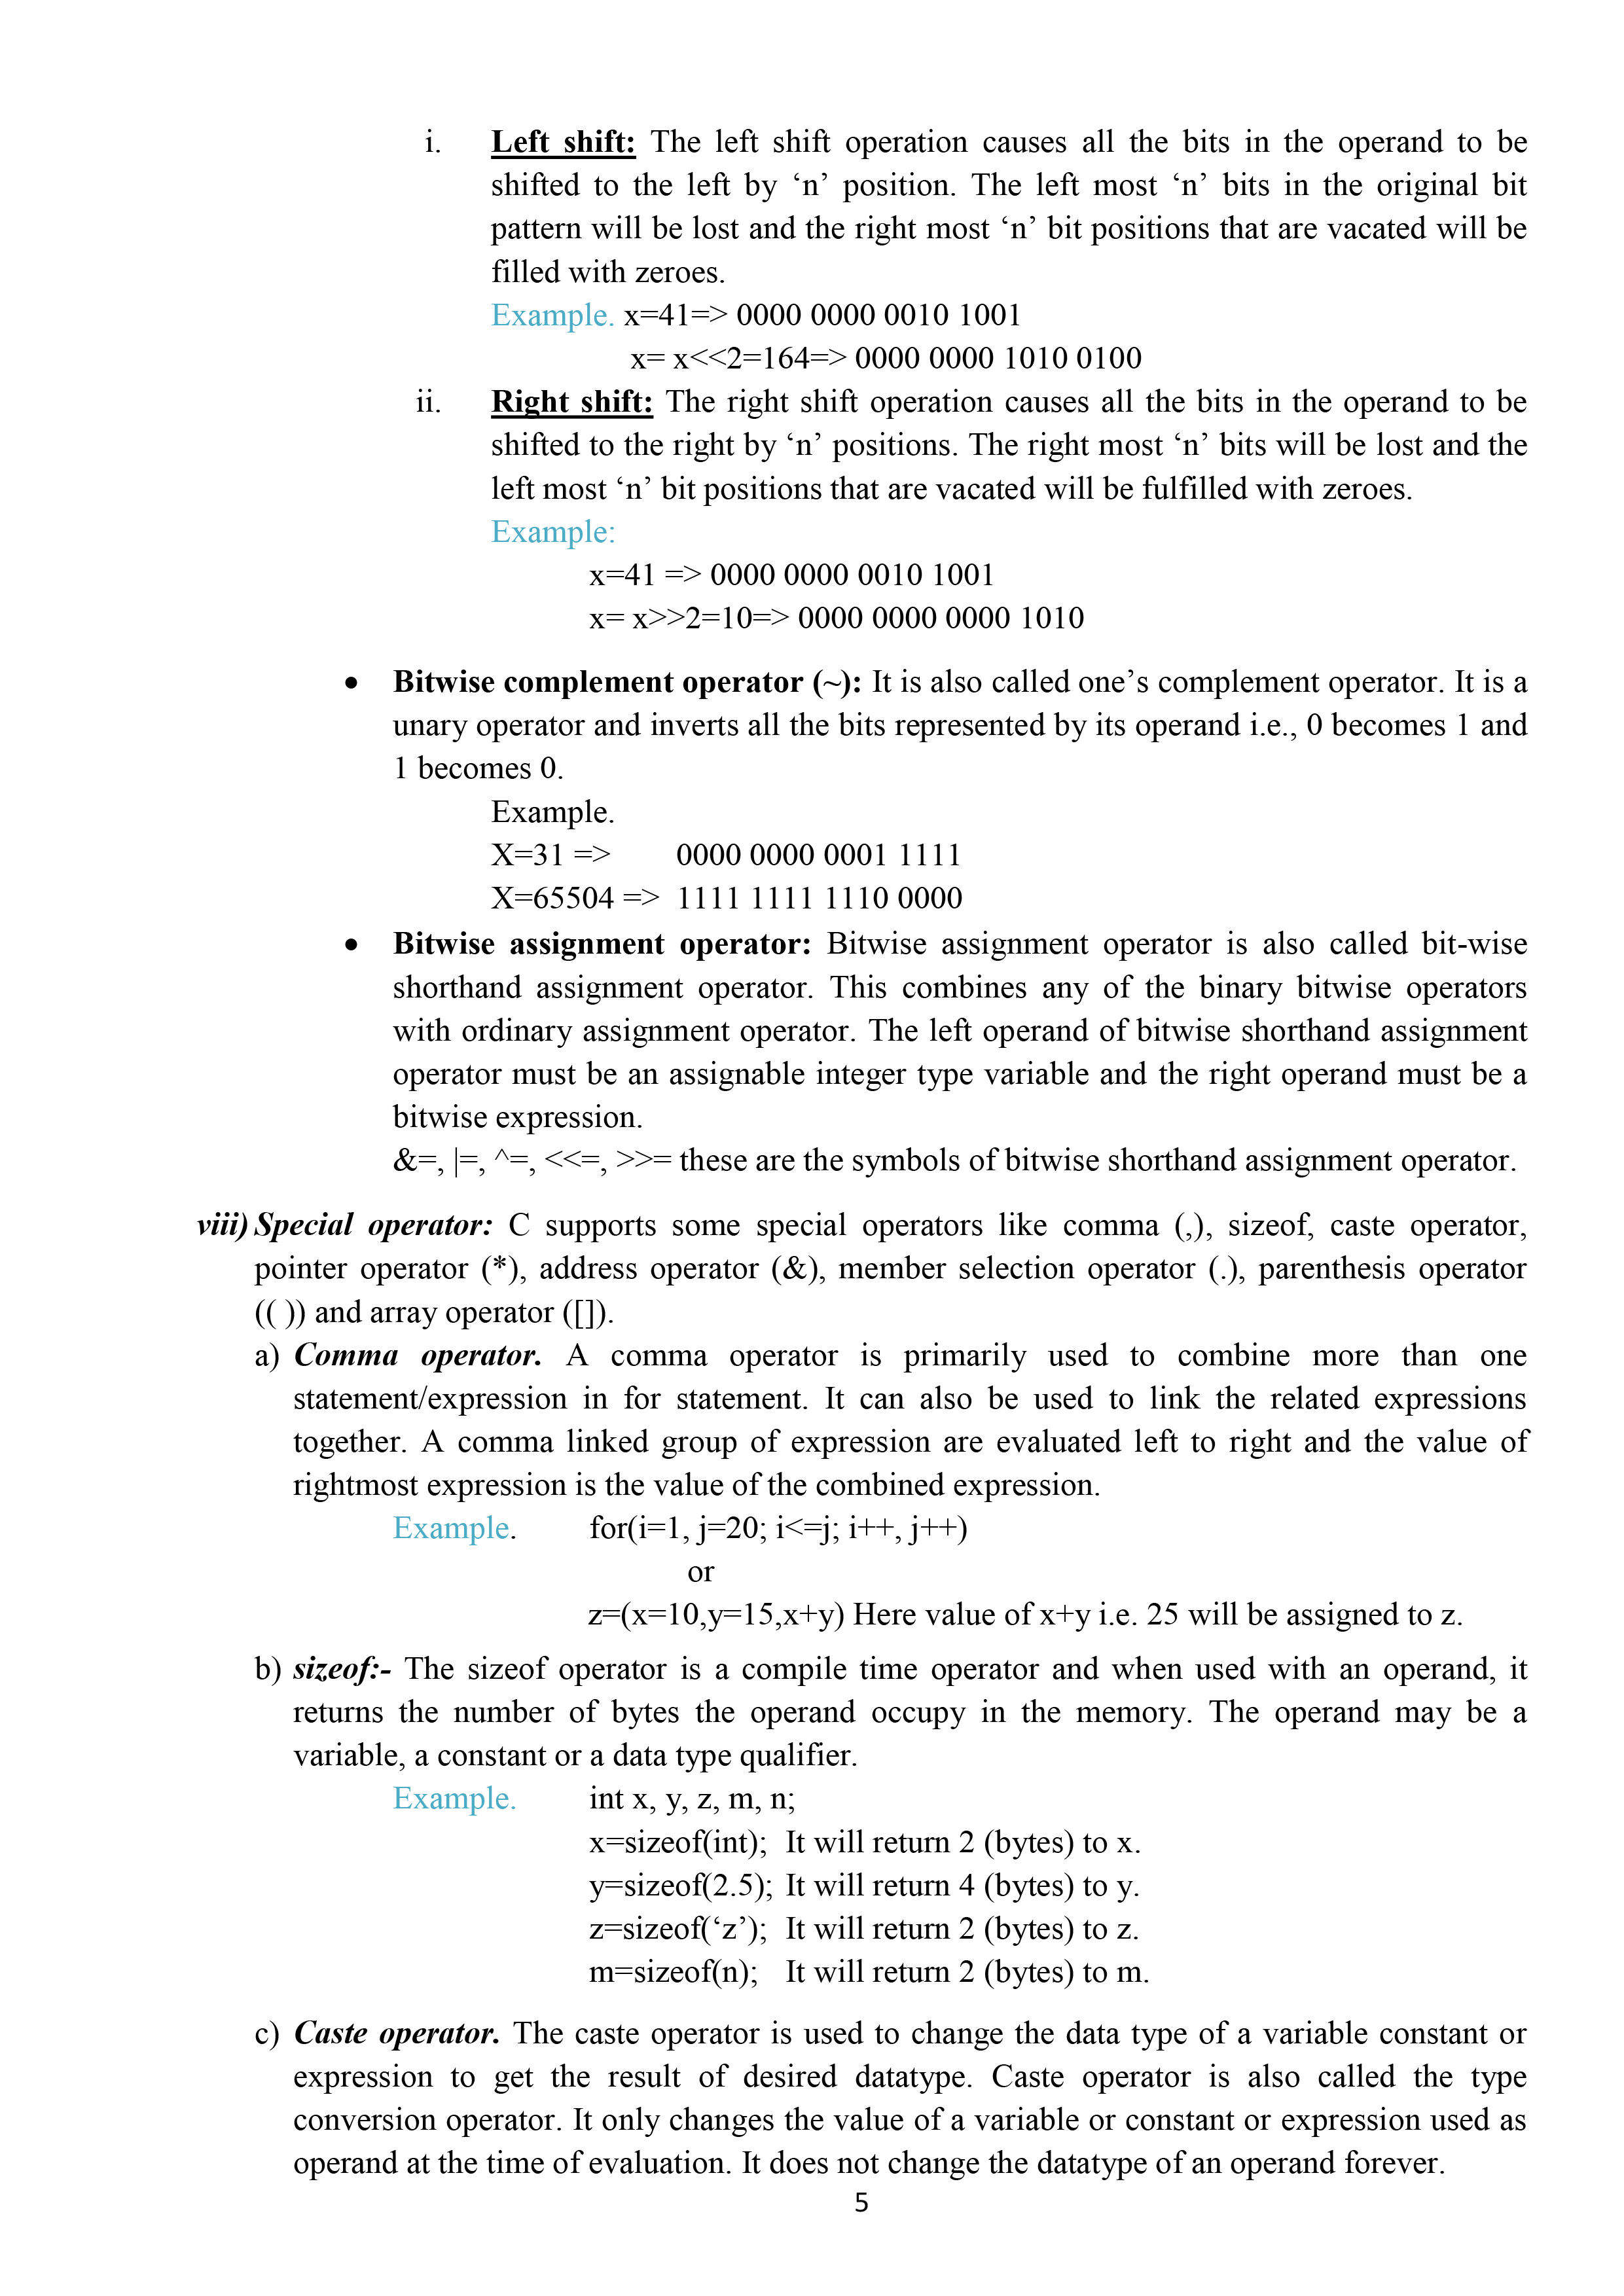 i. Left shift: The left shift operation causes all the bits in the operand to be
shifted to the left by ‘n’ position. The left most ‘n’ bits in the original bit
pattern will be lost and the right most ‘n’ bit positions that are vacated will be
filled with zeroes.
Example. x=41=> 0000 0000 0010 1001
x= x<<2=164=> 0000 0000 1010 0100
ii. Right shift: The right shift operation causes all the bits in the operand to be
shifted to the right by ‘n’ positions. The right most ‘n’ bits will be lost and the
left most ‘n’ bit positions that are vacated will be fulfilled with zeroes.
Example:
x=41 => 0000 0000 0010 1001
x= x>>2=10=> 0000 0000 0000 1010
• Bitwise complement operator (~): It is also called one’s complement operator. It is a
unary operator and inverts all the bits represented by its operand i.e., 0 becomes 1 and
1 becomes 0.
Example.
X=31 => 0000 0000 0001 1111
X=65504 => 1111 1111 1110 0000
• Bitwise assignment operator: Bitwise assignment operator is also called bit-wise
shorthand assignment operator. This combines any of the binary bitwise operators
with ordinary assignment operator. The left operand of bitwise shorthand assignment
operator must be an assignable integer type variable and the right operand must be a
bitwise expression.
&=, |=, ^=, <<=, >>= these are the symbols of bitwise shorthand assignment operator.
viii) Special operator: C supports some special operators like comma (,), sizeof, caste operator,
pointer operator (*), address operator (&), member selection operator (.), parenthesis operator
(( )) and array operator ([]).
a) Comma operator. A comma operator is primarily used to combine more than one
statement/expression in for statement. It can also be used to link the related expressions
together. A comma linked group of expression are evaluated left to right and the value of
rightmost expression is the value of the combined expression.
Example. for(i=1, j=20; i<=j; i++, j++)
or
z=(x=10,y=15,x+y) Here value of x+y i.e. 25 will be assigned to z.
b) sizeof:- The sizeof operator is a compile time operator and when used with an operand, it
returns the number of bytes the operand occupy in the memory. The operand may be a
variable, a constant or a data type qualifier.
Example. int x, y, z, m, n;
x=sizeof(int); It will return 2 (bytes) to x.
y=sizeof(2.5); It will return 4 (bytes) to y.
z=sizeof(‘z’); It will return 2 (bytes) to z.
m=sizeof(n); It will return 2 (bytes) to m.
c) Caste operator. The caste operator is used to change the data type of a variable constant or
expression to get the result of desired datatype. Caste operator is also called the type
conversion operator. It only changes the value of a variable or constant or expression used as
operand at the time of evaluation. It does not change the datatype of an operand forever.
5